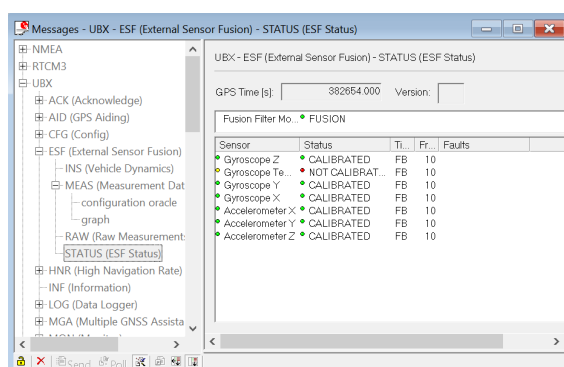 Messages - UBX - ESF (External Sensor Fusion) - STATUS (ESF Status)
NMEA
RTCM3
UBX
ACK (Acknowledge)
AID (GPS Aiding)
CFG (Config)
ESF (External Sensor Fusion)
INS (Vehicle Dynamics)
MEAS (Measurement Dat
configuration oracle
graph
RAW (Raw Measurements
STATUS (ESF Status)
HNR (High Navigation Rate)
INF (Information)
LOG (Data Logger)
MGA (Multiple GNSS Assista
UBX - ESF (External Sensor Fusion) - STATUS (ESF Status)
GPS Time [s]: 382654.000 Version:
Fusion Filter Mo... FUSION
Sensor Status Ti... Fr... Faults
Gyroscope Z CALIBRATED FB 10
Gyroscope Te... NOT CALIBRAT... FB 10
Gyroscope Y CALIBRATED FB 10
Gyroscope X CALIBRATED FB 10
Accelerometer X CALIBRATED FB 10
Accelerometer Y CALIBRATED FB 10
Accelerometer Z CALIBRATED FB 10
Send Poll